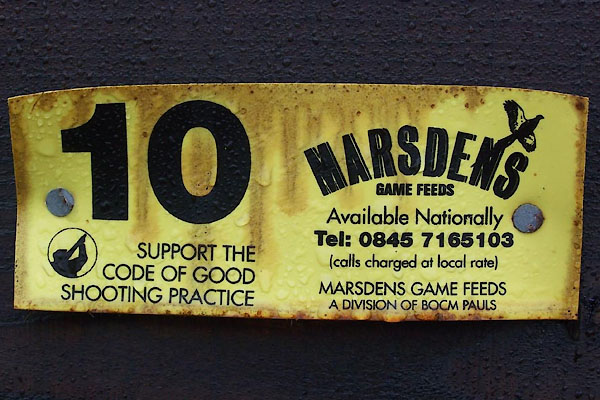 10
SUPPORT THE
CODE OF GOOD
SHOOTING PRACTICE
MARSDENS
GAME FEEDS
Available Nationally
Tel: 0845 7165103
(calls charged at local rate)
MARSDENS GAME FEEDS
A DIVISION OF BOCM PAULS